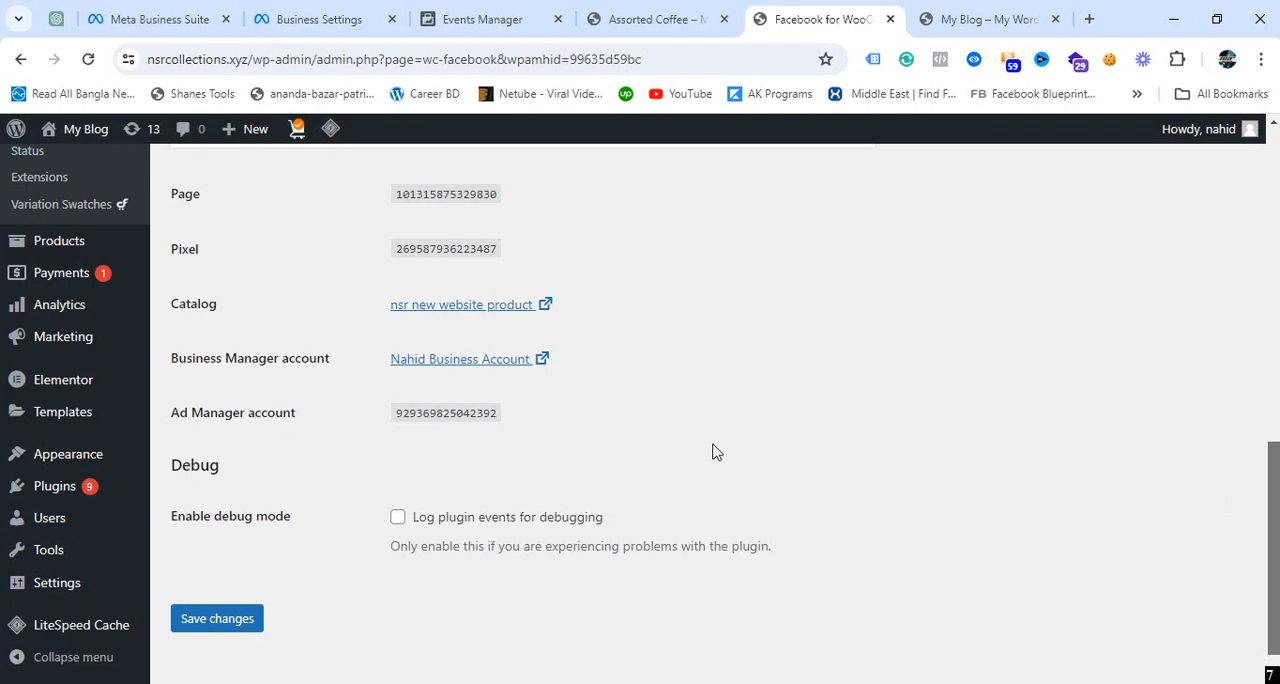 Meta Business Suite
Business Settings
Events Manager
Assorted Coffee – M
Facebook for WooCo
My Blog – My Word
nsrcollections.xyz/wp-admin/admin.php?page=wc-facebook&wpamhid=99635d59bc
59
29
Read All Bangla Ne...
Shanes Tools
ananda-bazar-patri...
Career BD
Netube - Viral Vide...
up
YouTube
AK Programs
Middle East | Find F...
FB Facebook Blueprint...
All Bookmarks
My Blog
13
0
New
Howdy, nahid
Status
Extensions
Variation Swatches
Products
Payments 1
Analytics
Marketing
Elementor
Templates
Appearance
Plugins 9
Users
Tools
Settings
LiteSpeed Cache
Collapse menu
Page 101315875329830
Pixel 269587936223487
Catalog nsr new website product
Business Manager account Nahid Business Account
Ad Manager account 929369825042392
Debug
Enable debug mode Log plugin events for debugging
Only enable this if you are experiencing problems with the plugin.
Save changes
7